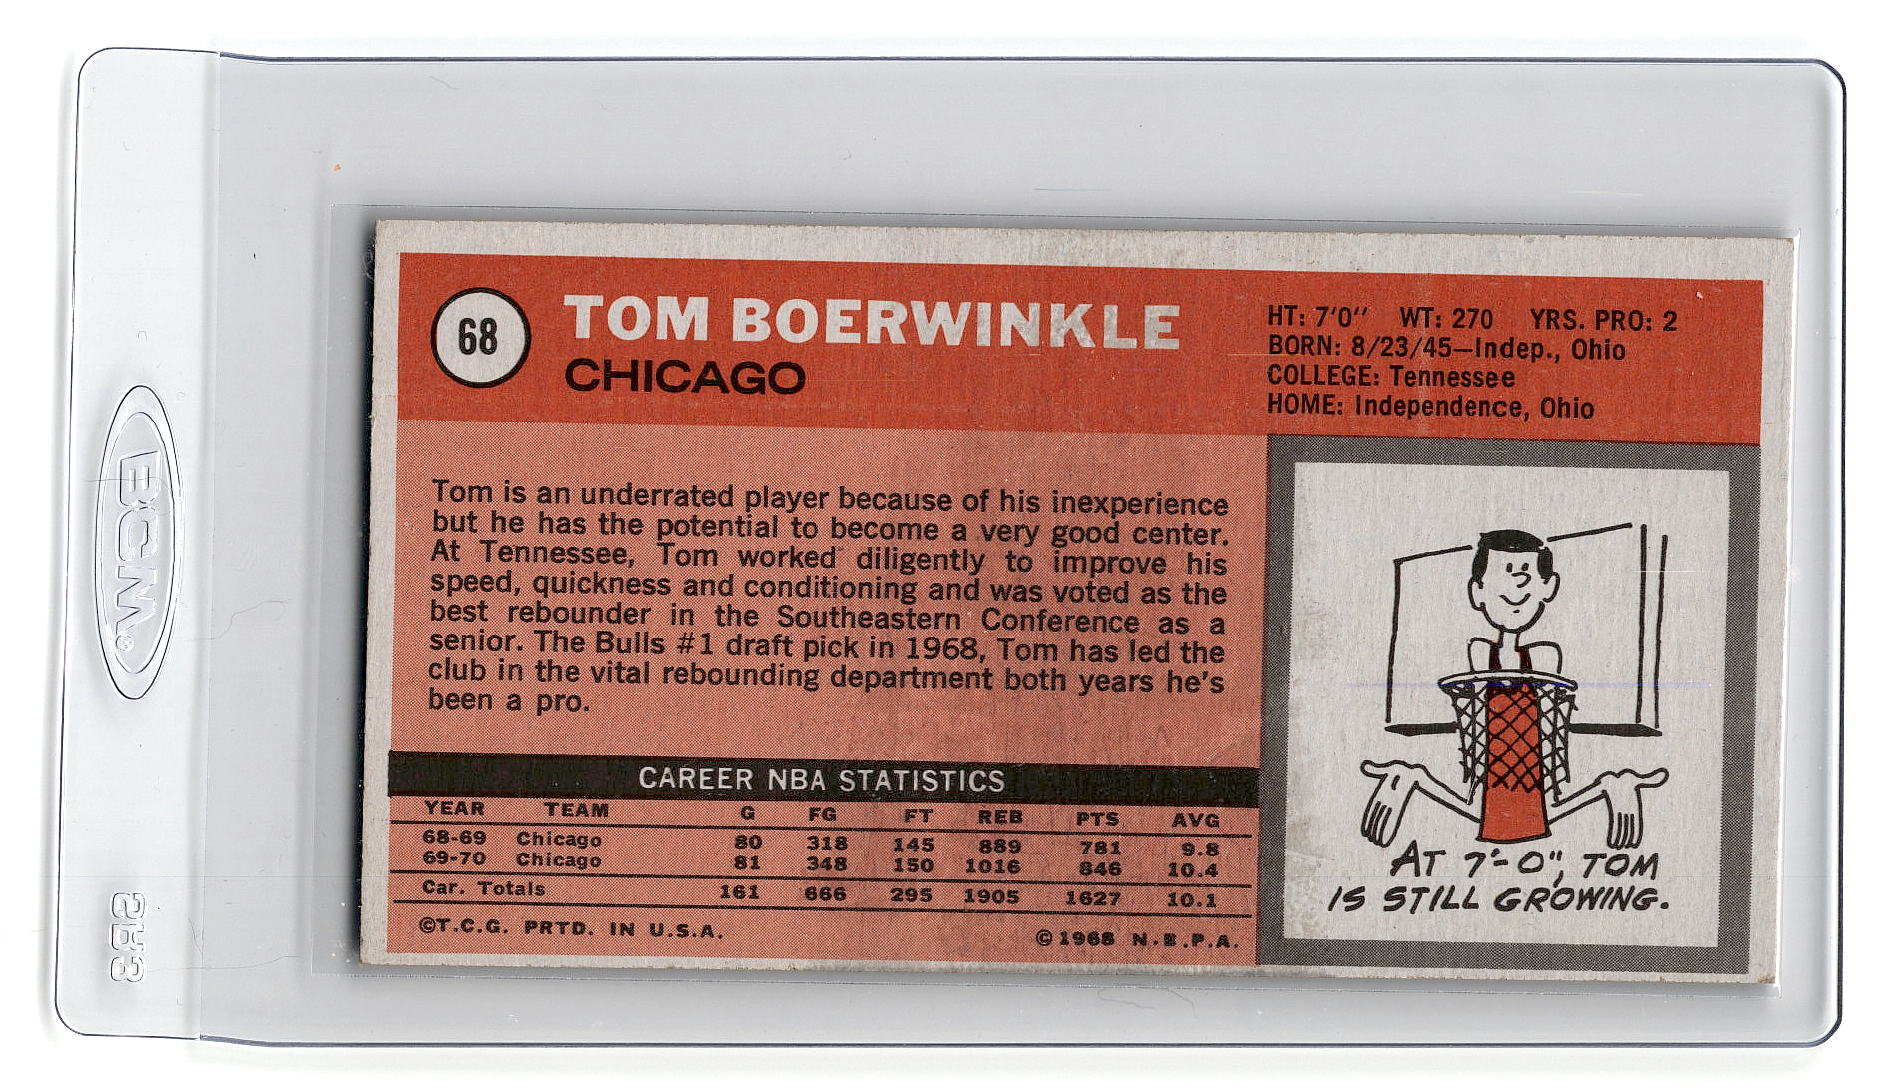 68
TOM BOERWINKLE
CHICAGO
HT: 7'0" WT: 270 YRS. PRO: 2
BORN: 8/23/45—Indep., Ohio
COLLEGE: Tennessee
HOME: Independence, Ohio
Tom is an underrated player because of his inexperience
but he has the potential to become a very good center.
At Tennessee, Tom worked diligently to improve his
speed, quickness and conditioning and was voted as the
best rebounder in the Southeastern Conference as a
senior. The Bulls #1 draft pick in 1968, Tom has led the
club in the vital rebounding department both years he's
been a pro.
CAREER NBA STATISTICS
YEAR TEAM G FG FT REB PTS AVG
68-69 Chicago 80 318 145 889 781 9.8
69-70 Chicago 81 348 150 1016 846 10.4
Car. Totals 161 666 295 1905 1627 10.1
©T.C.G. PRTD. IN U.S.A.
©1968 N.B.P.A.
AT 7'-0", TOM
IS STILL GROWING.
BCW®